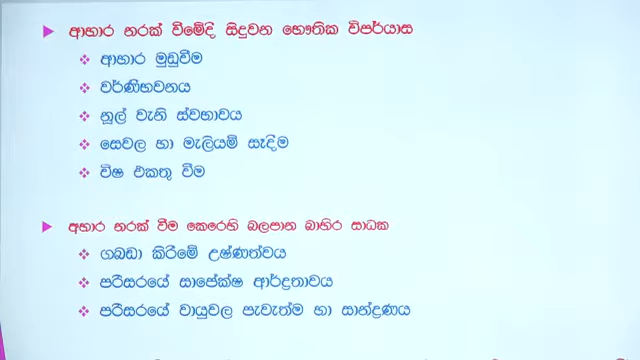 ආහාර නරක් වීමේදී සිදුවන භෞතික විපර්යාස
ආහාර මුඩුවීම
වර්ණිභවනය
නූල් වැනි ස්වභාවය
සෙවල හා මැලියම් සෑදීම
විෂ එකතු වීම
අහාර නරක් වීම කෙරෙහි බලපාන බාහිර සාධක
ගබඩා කිරීමේ උෂ්ණත්වය
පරිසරයේ සාපේක්ෂ ආර්ද්‍රතාවය
පරිසරයේ වායුවල පැවැත්ම හා සාන්ද්‍රණය